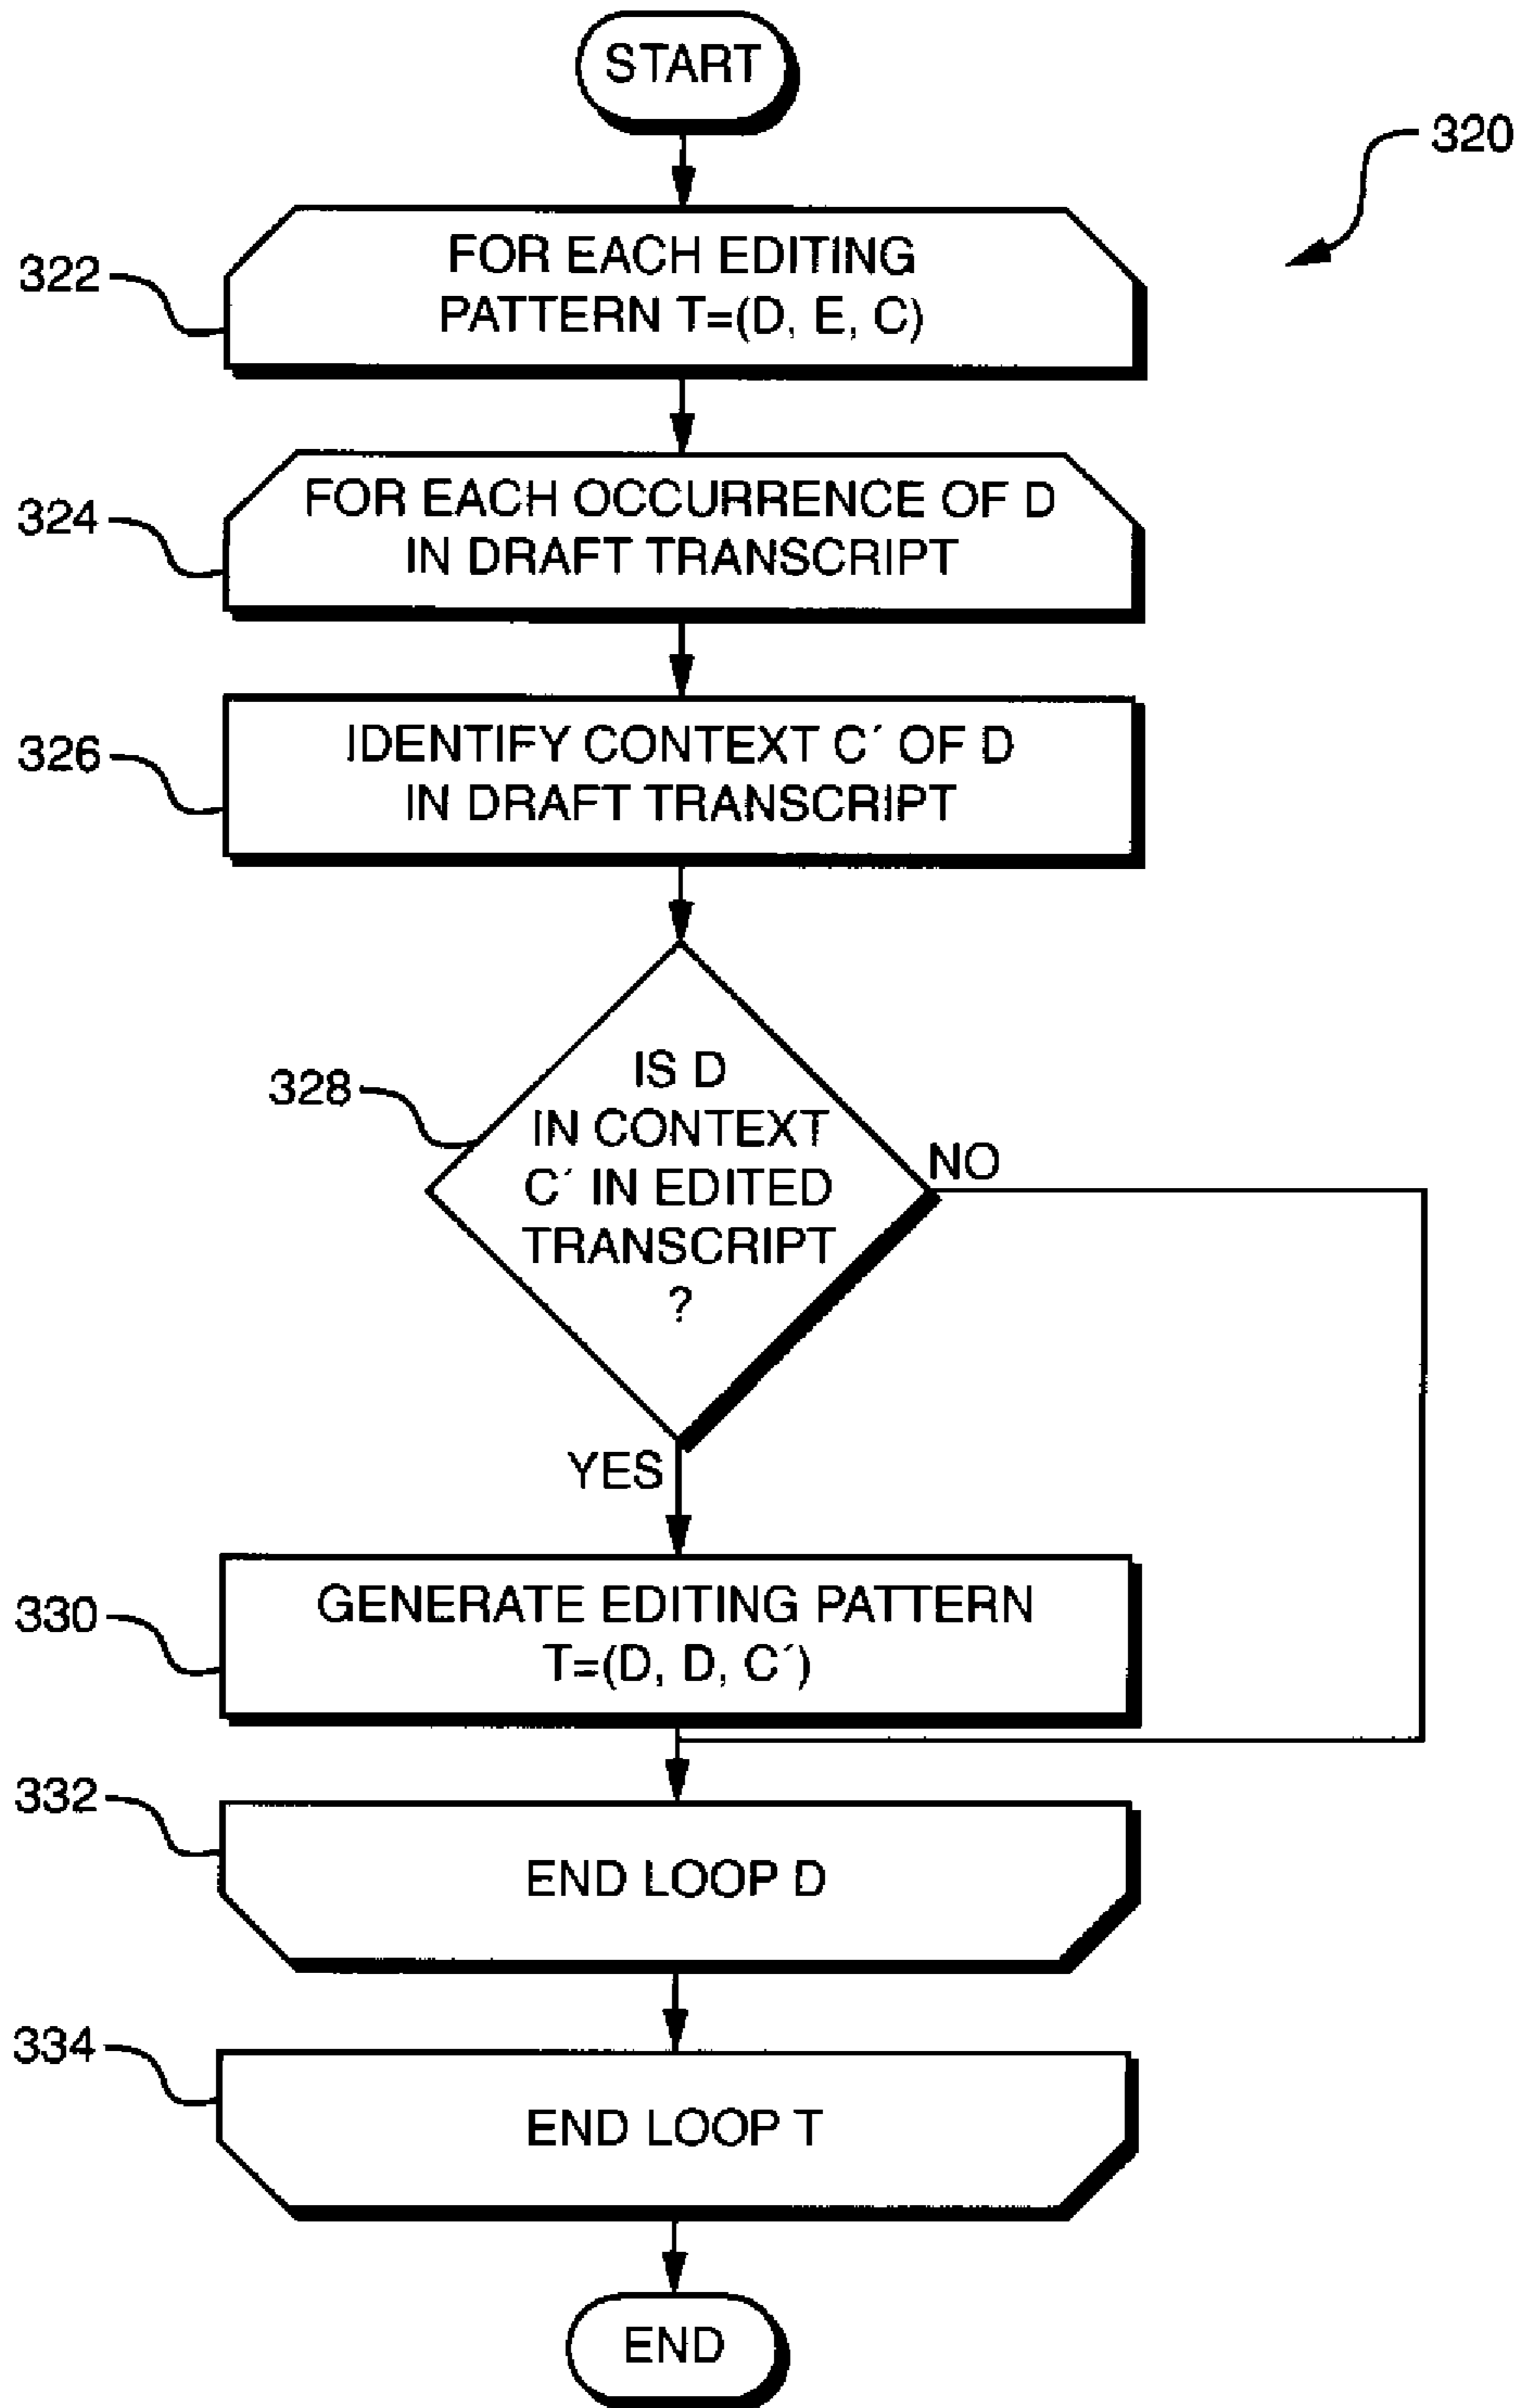 START
320
322
FOR EACH EDITING
PATTERN T=(D, E, C)
324
FOR EACH OCCURRENCE OF D
IN DRAFT TRANSCRIPT
326
IDENTIFY CONTEXT C´ OF D
IN DRAFT TRANSCRIPT
328
IS D
IN CONTEXT
C´ IN EDITED
TRANSCRIPT
?
NO
YES
330
GENERATE EDITING PATTERN
T=(D, D, C´)
332
END LOOP D
334
END LOOP T
END